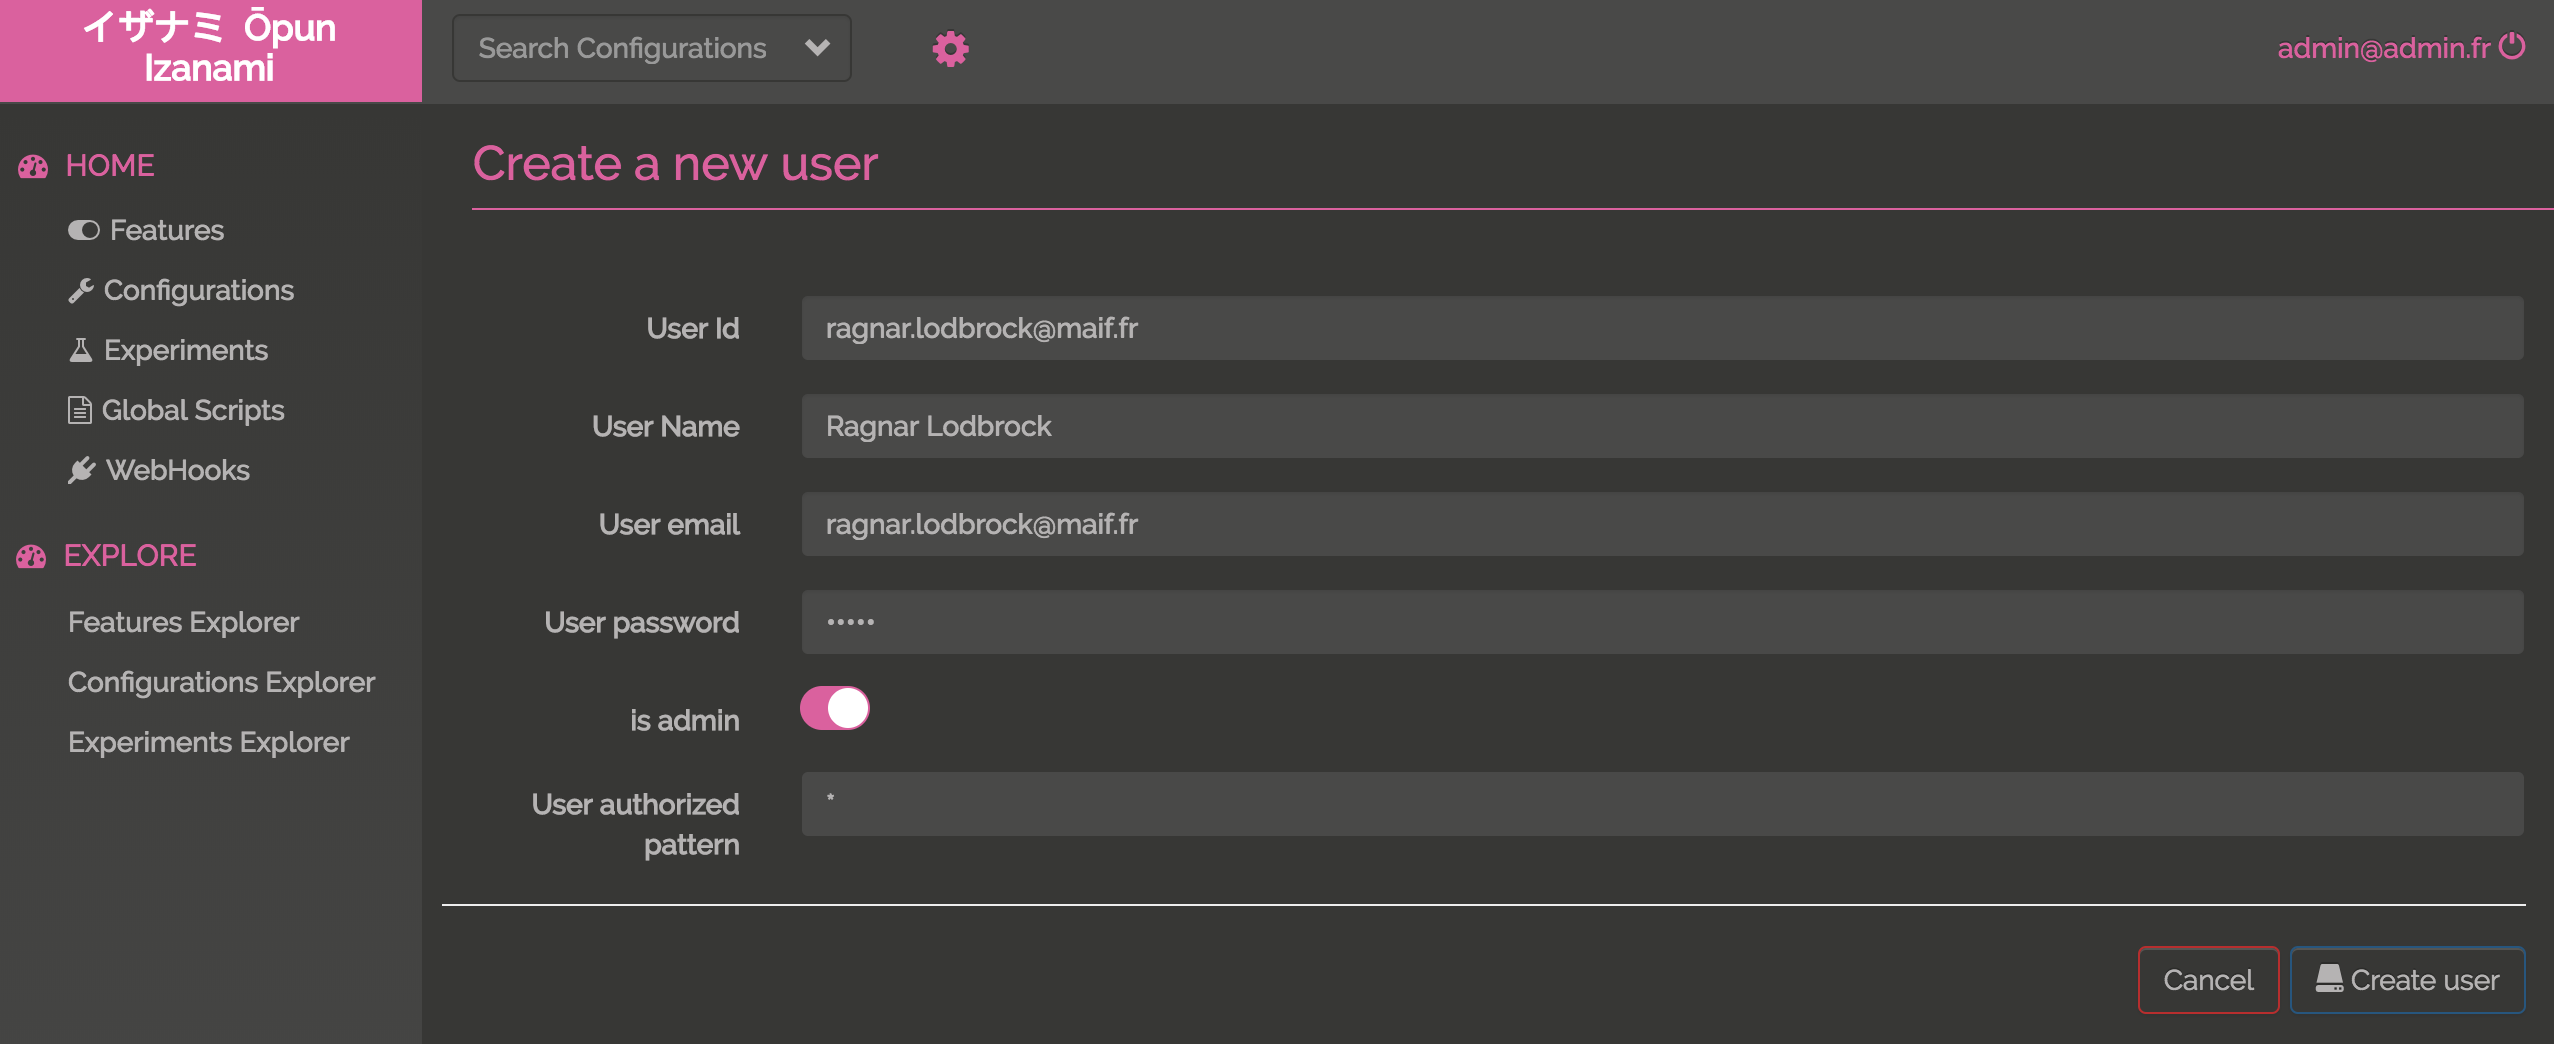 イザナミ Ōpun
Izanami
Search Configurations
admin@admin.fr
HOME
Features
Configurations
Experiments
Global Scripts
WebHooks
EXPLORE
Features Explorer
Configurations Explorer
Experiments Explorer
Create a new user
User Id ragnar.lodbrock@maif.fr
User Name Ragnar Lodbrock
User email ragnar.lodbrock@maif.fr
User password •••••
is admin
User authorized *
pattern
Cancel Create user